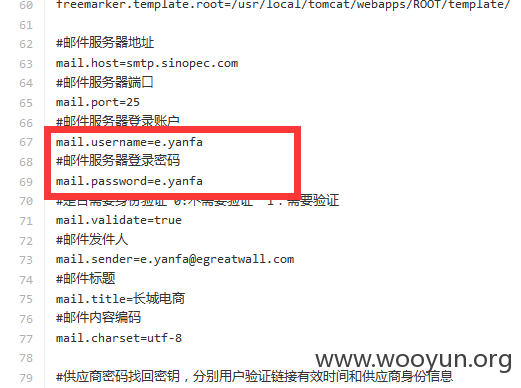 60 freemarker.template.root=/usr/local/tomcat/webapps/ROOT/template/
61
62 #邮件服务器地址
63 mail.host=smtp.sinopec.com
64 #邮件服务器端口
65 mail.port=25
66 #邮件服务器登录账户
67 mail.username=e.yanfa
68 #邮件服务器登录密码
69 mail.password=e.yanfa
70 #是否需要身份验证 0:不需要验证 1：需要验证
71 mail.validate=true
72 #邮件发件人
73 mail.sender=e.yanfa@egreatwall.com
74 #邮件标题
75 mail.title=长城电商
76 #邮件内容编码
77 mail.charset=utf-8
78
79 #供应商密码找回密钥，分别用户验证链接有效时间和供应商身份信息
www.wooyun.org